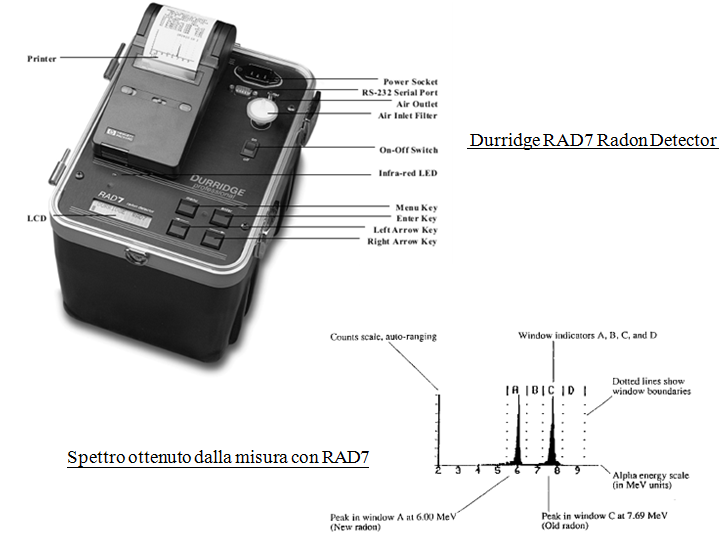 Printer
Power Socket
RS-232 Serial Port
Air Outlet
Air Inlet Filter
Durridge RAD7 Radon Detector
On-Off Switch
DURRIDGE
professional
Infra-red LED
RAD7 radon detector
Menu Key
LCD
Enter Key
Left Arrow Key
Right Arrow Key
Counts scale, auto-ranging
Window indicators A, B, C, and D
Dotted lines show
window boundaries
| A | B | C | D
Spettro ottenuto dalla misura con RAD7
2 3 4 5 6 7 8 9
Alpha energy scale
(in MeV units)
Peak in window A at 6.00 MeV
(New radon)
Peak in window C at 7.69 MeV
(Old radon)